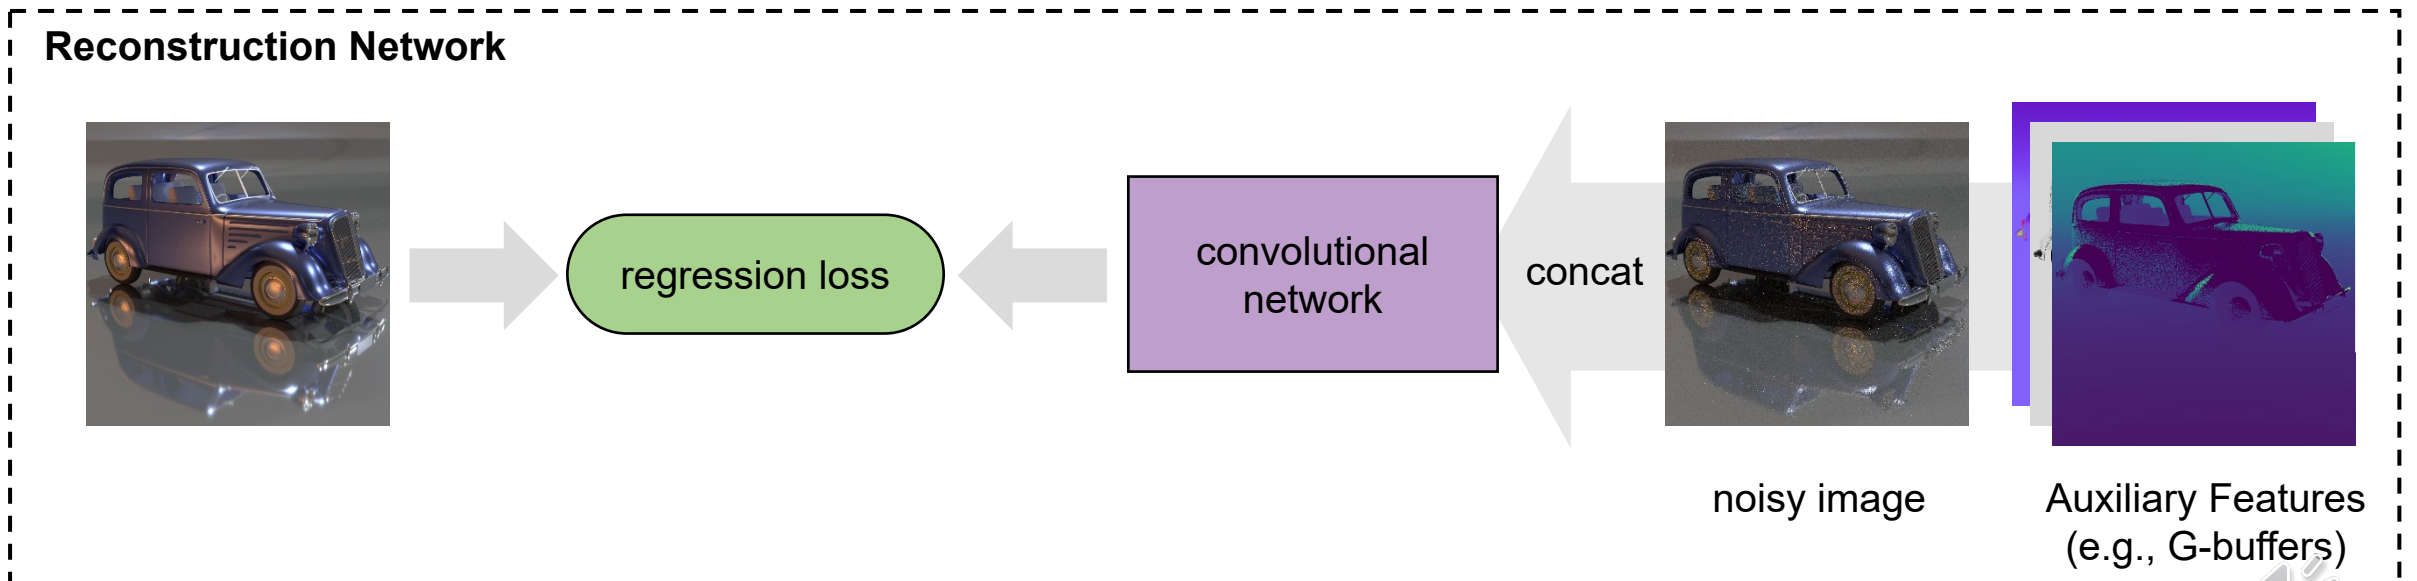 Reconstruction Network
regression loss
convolutional
network
concat
noisy image
Auxiliary Features
(e.g., G-buffers)